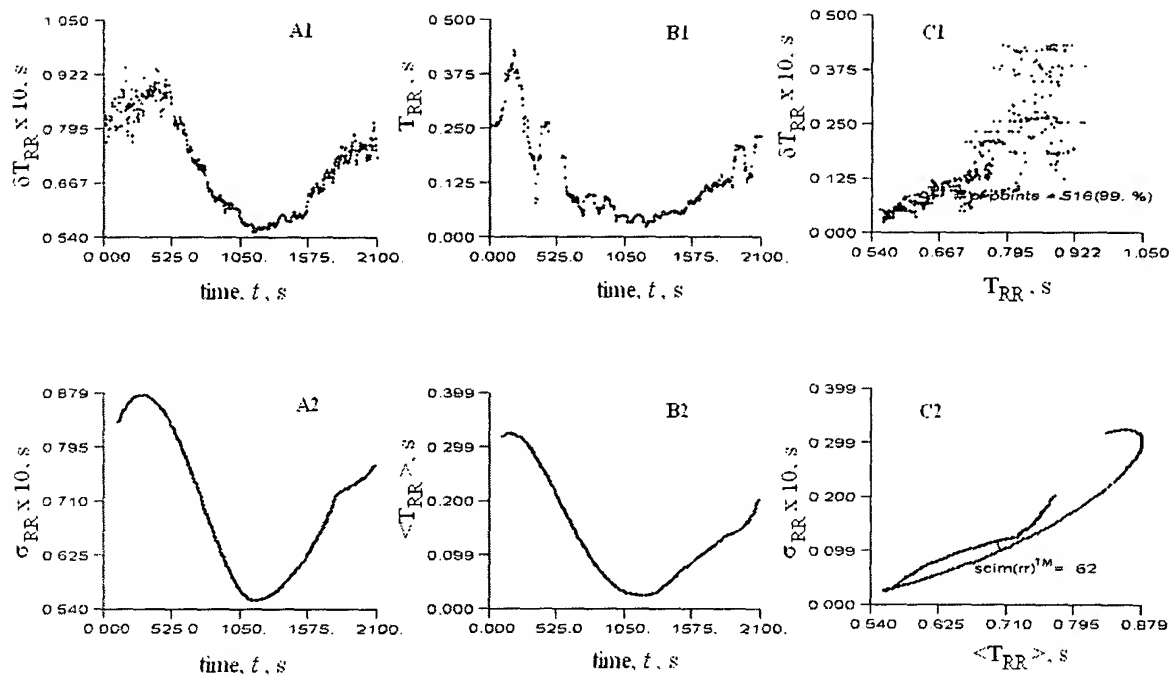 A1
1 050
0 922
0 795
0 667
0 540
δT_RR x 10, s
0.000 525.0 1050. 1575. 2100.
time, t, s
B1
0 500
0.375
0.250
0.125
0.000
T_RR, s
0.000 525.0 1050. 1575. 2100.
time, t, s
C1
0 500
0.375
0.250
0.125
0 000
δT_RR x 10, s
points = 516(99. %)
0 540 0.667 0.795 0.922 1.050
T_RR, s
A2
0 879
0.795
0.710
0.625
0 540
σ_RR x 10, s
0.000 525.0 1050. 1575. 2100.
time, t, s
B2
0.399
0.299
0.200
0.099
0.000
<T_RR>, s
0.000 525.0 1050. 1575. 2100.
time, t, s
C2
0 399
0.299
0.200
0.099
0 000
σ_RR x 10, s
scim(rr)™= 62
0 540 0.625 0.710 0.795 0.879
<T_RR>, s